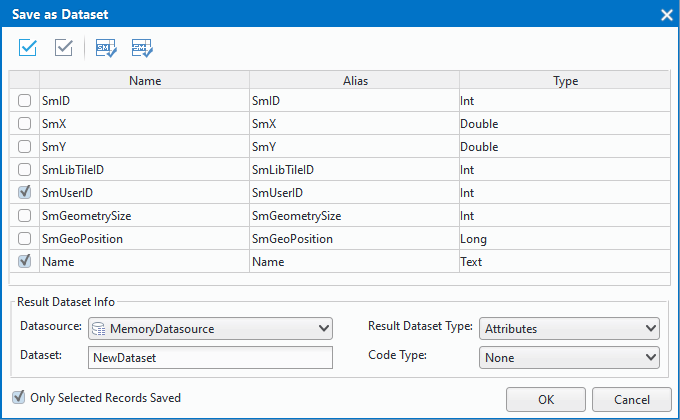 Save as Dataset
Name Alias Type
SmID SmID Int
SmX SmX Double
SmY SmY Double
SmLibTileID SmLibTileID Int
SmUserID SmUserID Int
SmGeometrySize SmGeometrySize Int
SmGeoPosition SmGeoPosition Long
Name Name Text
Result Dataset Info
Datasource: MemoryDatasource Result Dataset Type: Attributes
Dataset: NewDataset Code Type: None
Only Selected Records Saved OK Cancel